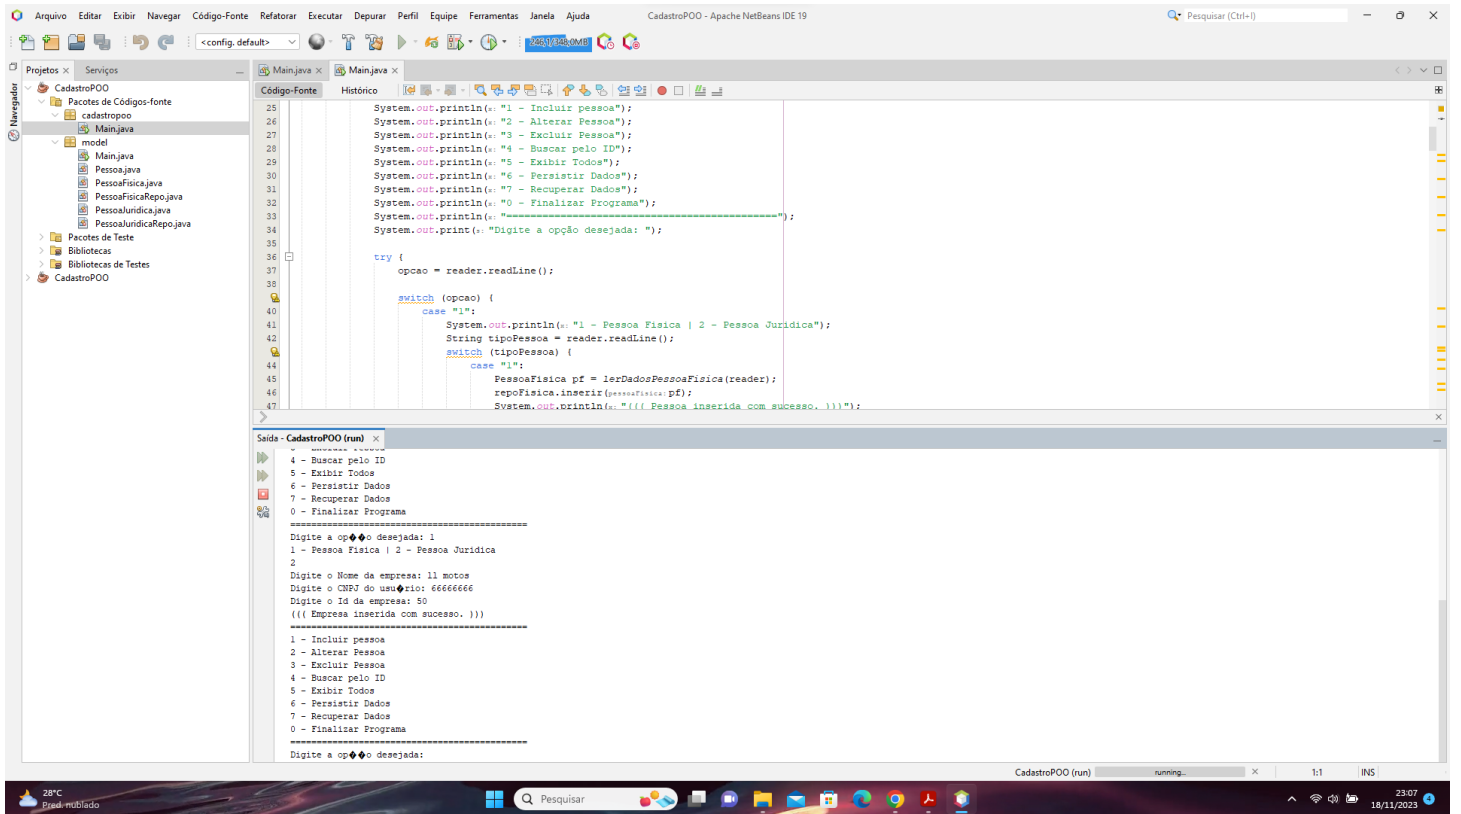 Arquivo Editar Exibir Navegar Código-Fonte Refatorar Executar Depurar Perfil Equipe Ferramentas Janela Ajuda CadastroPOO - Apache NetBeans IDE 19 Pesquisar (Ctrl+I)
<config. default> 246,1/348,0MB
Projetos Serviços
Navegador
CadastroPOO
Pacotes de Códigos-fonte
cadastropoo
Main.java
model
Main.java
Pessoa.java
PessoaFisica.java
PessoaFisicaRepo.java
PessoaJuridica.java
PessoaJuridicaRepo.java
Pacotes de Teste
Bibliotecas
Bibliotecas de Testes
CadastroPOO
Main.java Main.java
Código-Fonte Histórico
25 System.out.println(x: "1 - Incluir pessoa");
26 System.out.println(x: "2 - Alterar Pessoa");
27 System.out.println(x: "3 - Excluir Pessoa");
28 System.out.println(x: "4 - Buscar pelo ID");
29 System.out.println(x: "5 - Exibir Todos");
30 System.out.println(x: "6 - Persistir Dados");
31 System.out.println(x: "7 - Recuperar Dados");
32 System.out.println(x: "0 - Finalizar Programa");
33 System.out.println(x: "=============================================");
34 System.out.print(s: "Digite a opção desejada: ");
35
36 try {
37 opcao = reader.readLine();
38
switch (opcao) {
40 case "1":
41 System.out.println(x: "1 - Pessoa Fisica | 2 - Pessoa Juridica");
42 String tipoPessoa = reader.readLine();
switch (tipoPessoa) {
44 case "1":
45 PessoaFisica pf = lerDadosPessoaFisica(reader);
46 repoFisica.inserir(pessoaFisica: pf);
47 System.out.println(x: "((( Pessoa inserida com sucesso. )))");
Saída - CadastroPOO (run)
3 - Excluir Pessoa
4 - Buscar pelo ID
5 - Exibir Todos
6 - Persistir Dados
7 - Recuperar Dados
0 - Finalizar Programa
=============================================
Digite a op��o desejada: 1
1 - Pessoa Fisica | 2 - Pessoa Juridica
2
Digite o Nome da empresa: ll motos
Digite o CNPJ do usu�rio: 66666666
Digite o Id da empresa: 50
((( Empresa inserida com sucesso. )))
=============================================
1 - Incluir pessoa
2 - Alterar Pessoa
3 - Excluir Pessoa
4 - Buscar pelo ID
5 - Exibir Todos
6 - Persistir Dados
7 - Recuperar Dados
0 - Finalizar Programa
=============================================
Digite a op��o desejada:
CadastroPOO (run) running... 1:1 INS
28°C
Pred. nublado
Pesquisar
23:07
18/11/2023
4